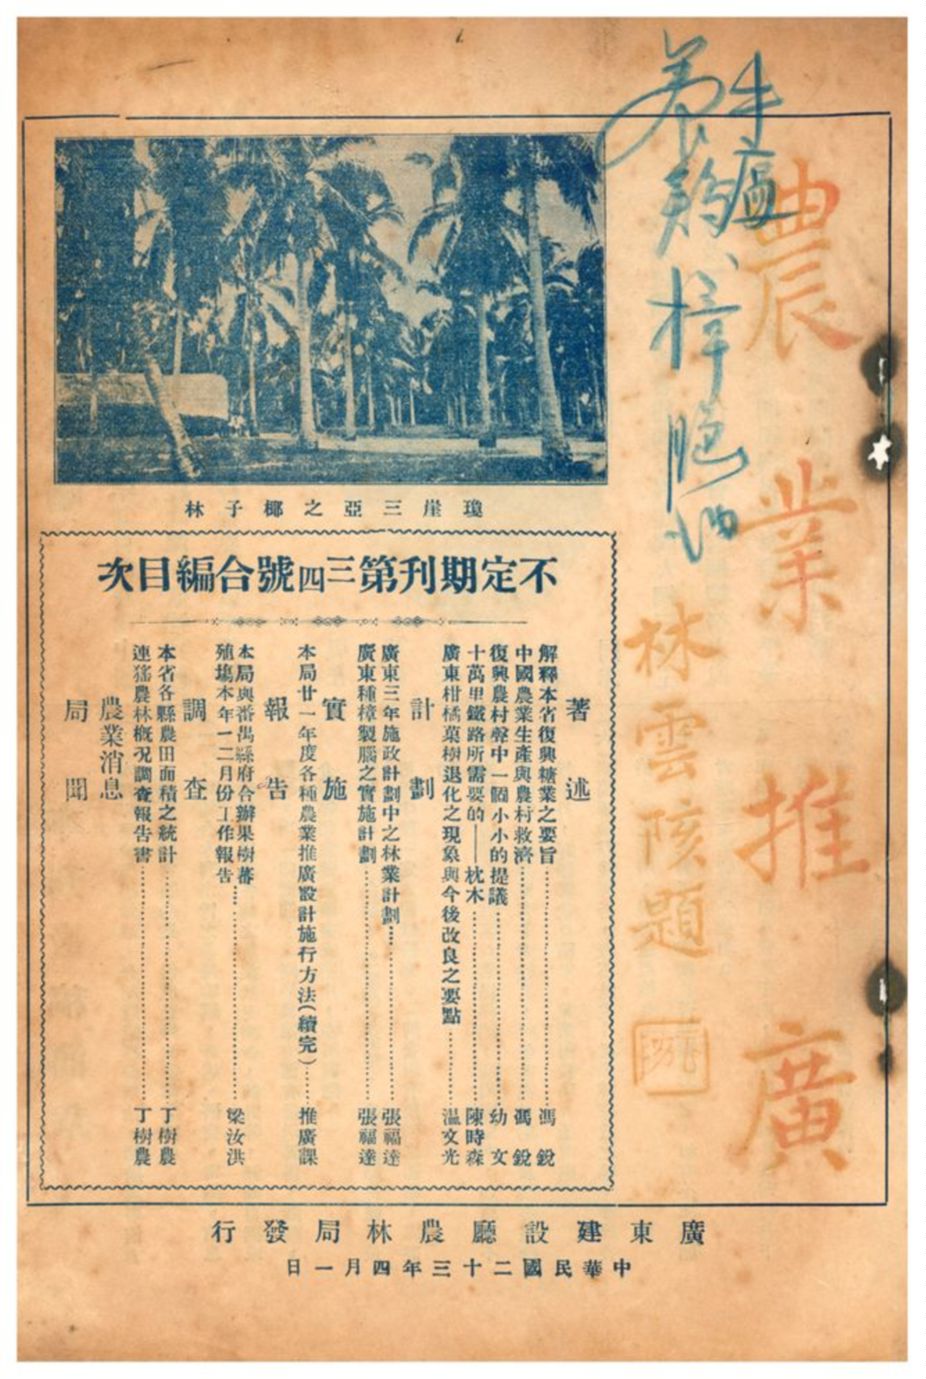 農業推廣
林雲陔題
牛瘟
樟腦油
瓊崖三亞之椰子林
不定期刊第三四號合編目次
著述
解釋本省復興糖業之要旨……馮銳
中國農業生產與農村救濟……馮銳
復興農村聲中一個小小的提議……幼文
十萬里鐵路所需要的——枕木……陳時森
廣東柑橘菓樹退化之現象與今後改良之要點……溫文光
計劃
廣東三年施政計劃中之林業計劃……張福達
廣東種樟製腦之實施計劃……張福達
實施
本局廿一年度各種農業推廣設計施行方法(續完)……推廣課
報告
本局與番禺縣府合辦果樹蕃
殖塲本年一二月份工作報告……梁汝洪
調查
本省各縣農田面積之統計……丁樹農
連猺農林概況調查報告書……丁樹農
農業消息
局聞
廣東建設廳農林局發行
中華民國二十三年四月一日